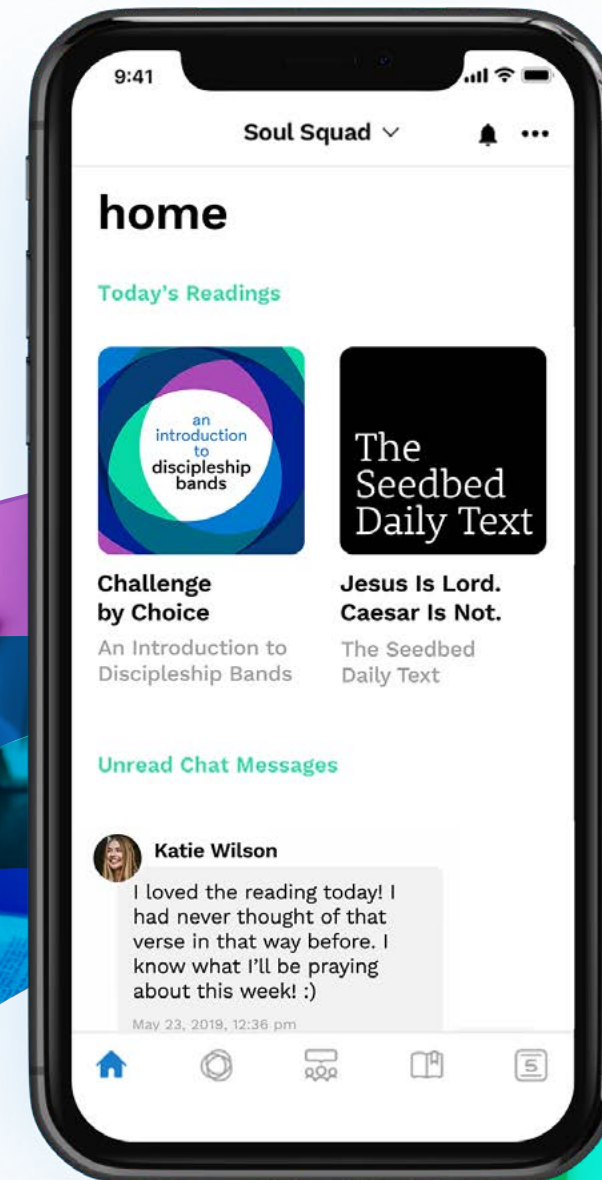 9:41
Soul Squad
home
Today's Readings
an
introduction
to
discipleship
bands
The
Seedbed
Daily Text
Challenge
by Choice
An Introduction to
Discipleship Bands
Jesus Is Lord.
Caesar Is Not.
The Seedbed
Daily Text
Unread Chat Messages
Katie Wilson
I loved the reading today! I
had never thought of that
verse in that way before. I
know what I'll be praying
about this week! :)
May 23, 2019, 12:36 pm
5